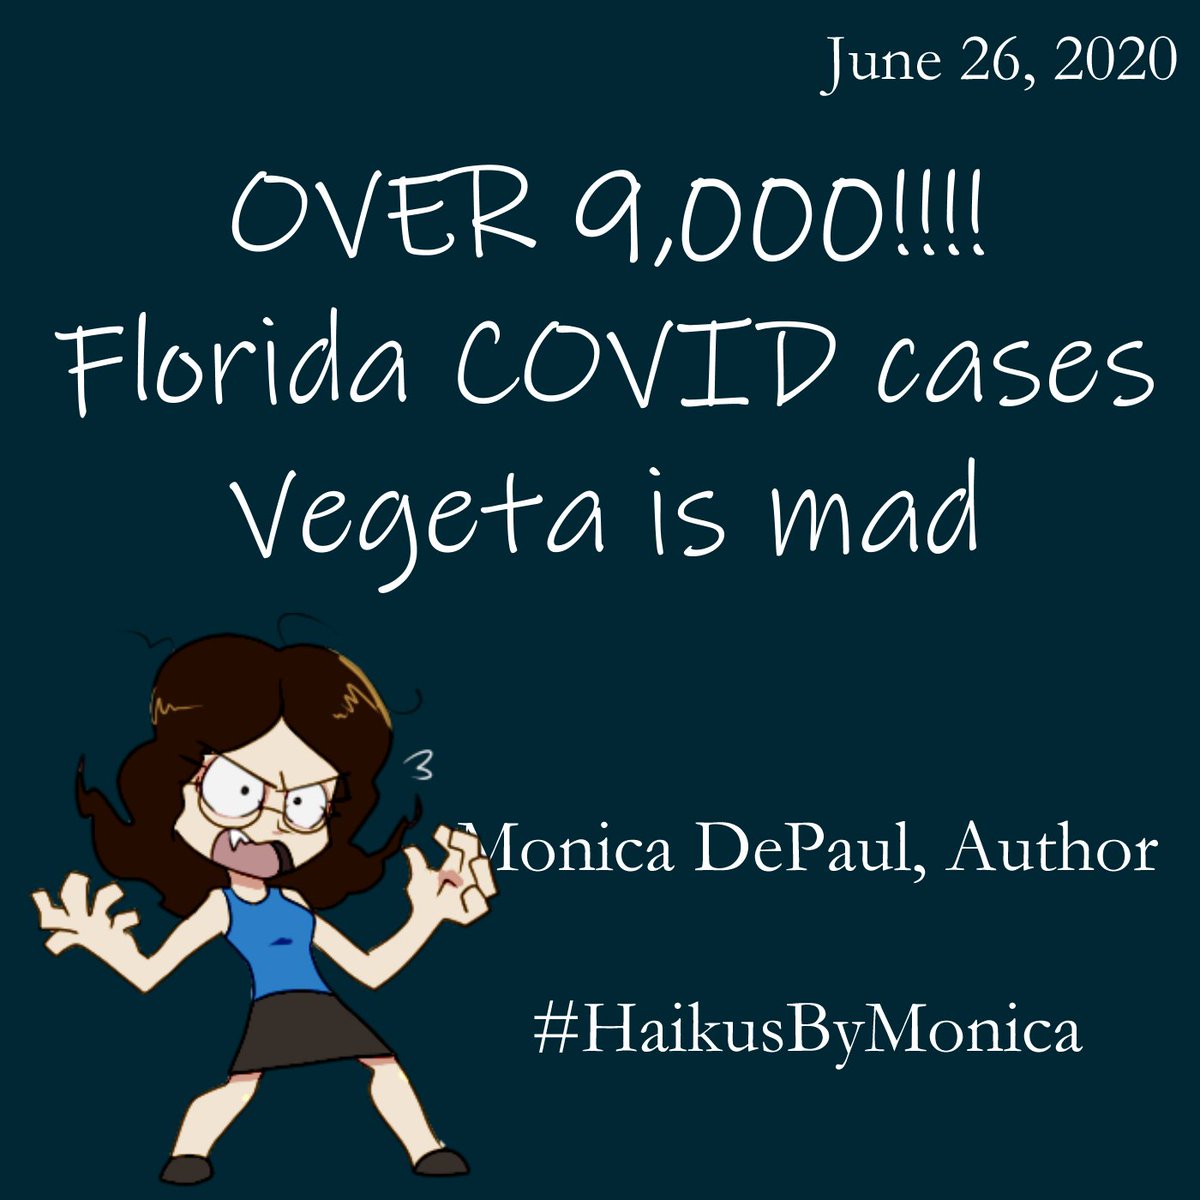 June 26, 2020
OVER 9,000!!!!
Florida COVID cases
Vegeta is mad
Monica DePaul, Author
#HaikusByMonica